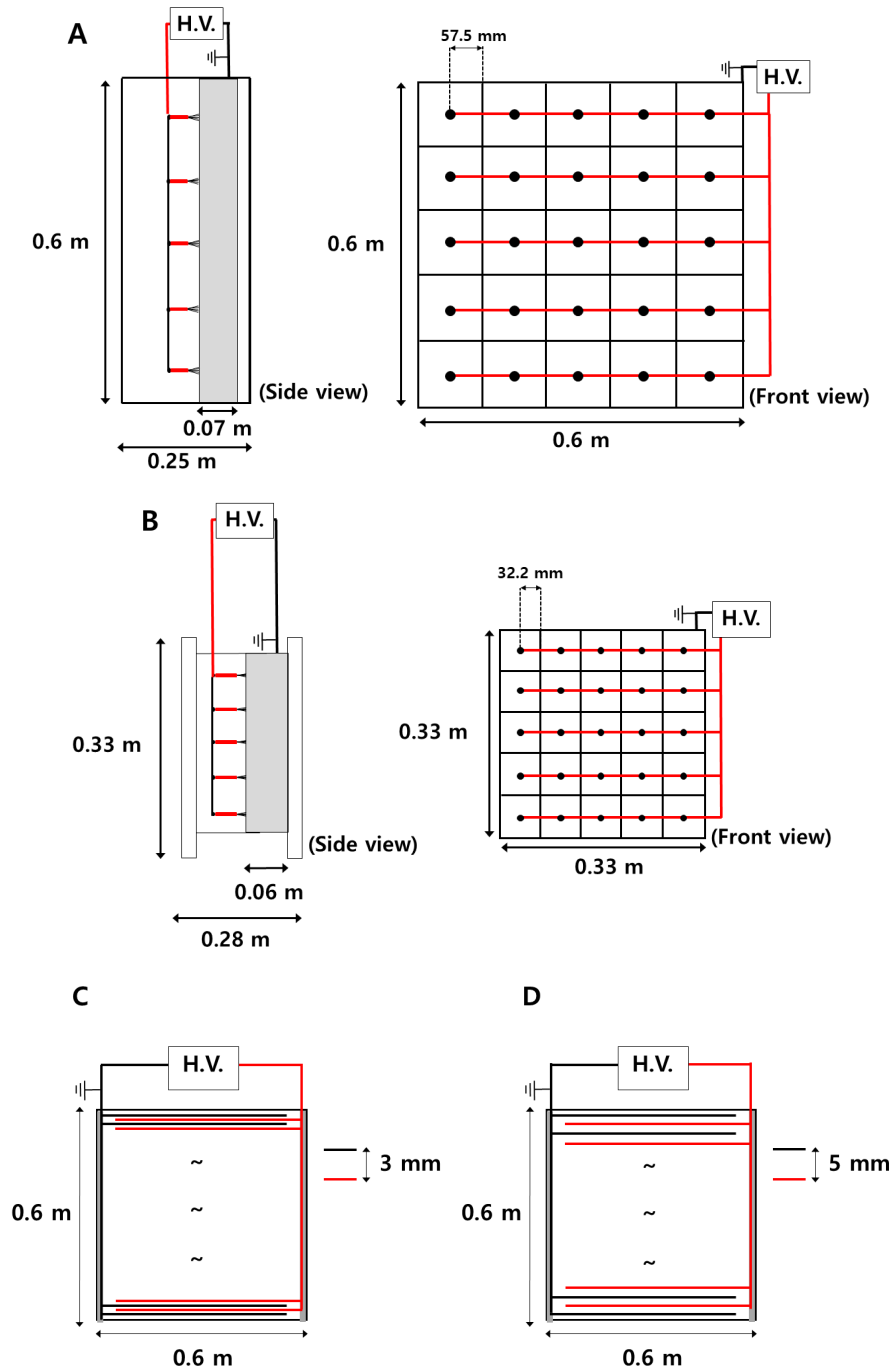 A
H.V.
0.6 m
(Side view)
0.07 m
0.25 m
57.5 mm
H.V.
0.6 m
(Front view)
0.6 m
B
H.V.
0.33 m
(Side view)
0.06 m
0.28 m
32.2 mm
H.V.
0.33 m
(Front view)
0.33 m
C
H.V.
0.6 m
~
~
~
3 mm
0.6 m
D
H.V.
0.6 m
~
~
~
5 mm
0.6 m